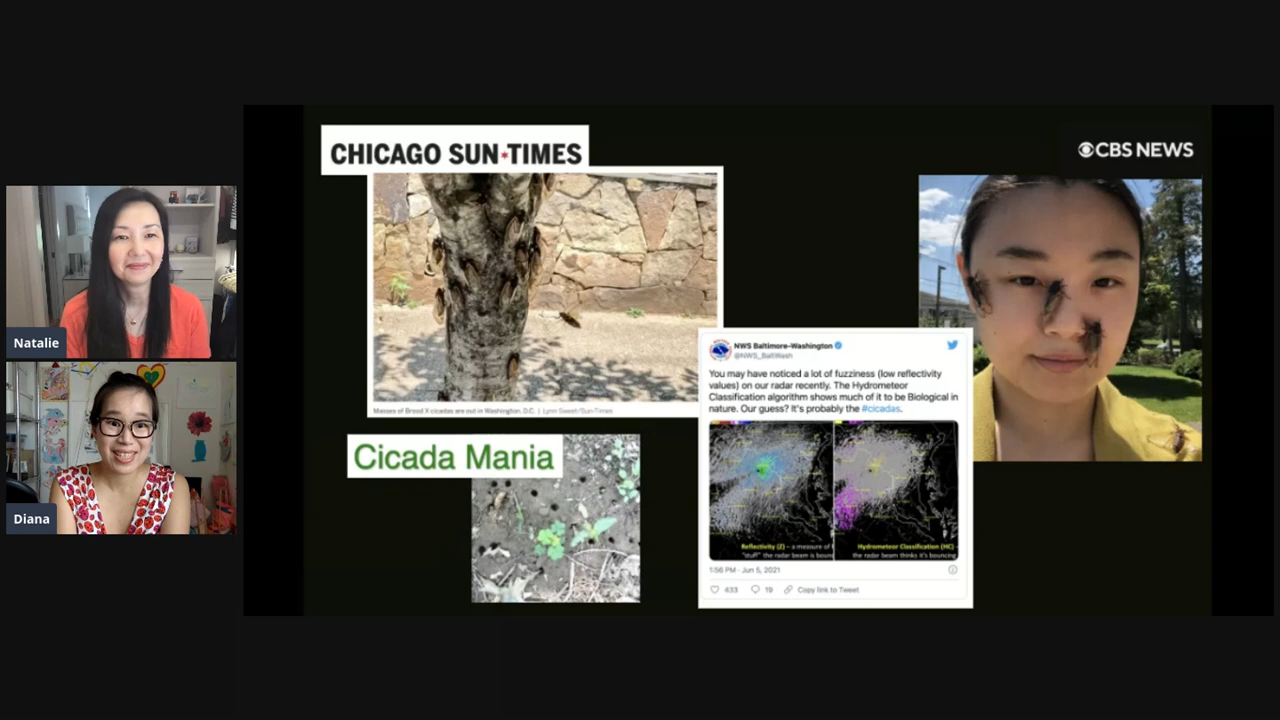 CHICAGO SUN*TIMES
CBS NEWS
Natalie
Diana
Masses of Brood X cicadas are out in Washington, D.C. | Lynn Sweet/Sun-Times
Cicada Mania
NWS Baltimore-Washington
@NWS_BaltWash
You may have noticed a lot of fuzziness (low reflectivity
values) on our radar recently. The Hydrometeor
Classification algorithm shows much of it to be Biological in
nature. Our guess? It's probably the #cicadas.
Reflectivity (Z) - a measure of
"stuff" the radar beam is boun
Hydrometeor Classification (HC) -
the radar beam thinks it's bouncing
1:56 PM · Jun 5, 2021
433 19 Copy link to Tweet